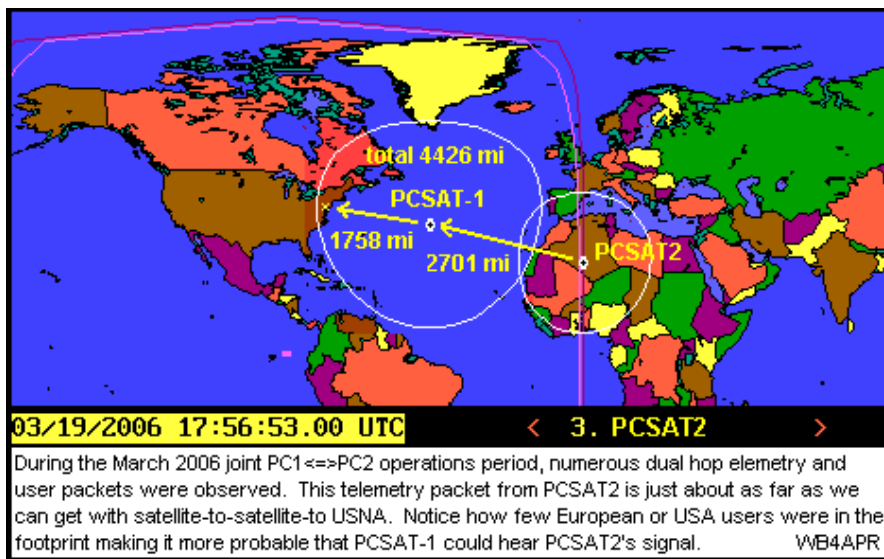 total 4426 mi
PCSAT-1
1758 mi
2701 mi
PCSAT2
03/19/2006 17:56:53.00 UTC < 3. PCSAT2 >
During the March 2006 joint PC1<=>PC2 operations period, numerous dual hop elemetry and
user packets were observed. This telemetry packet from PCSAT2 is just about as far as we
can get with satellite-to-satellite-to USNA. Notice how few European or USA users were in the
footprint making it more probable that PCSAT-1 could hear PCSAT2's signal. WB4APR